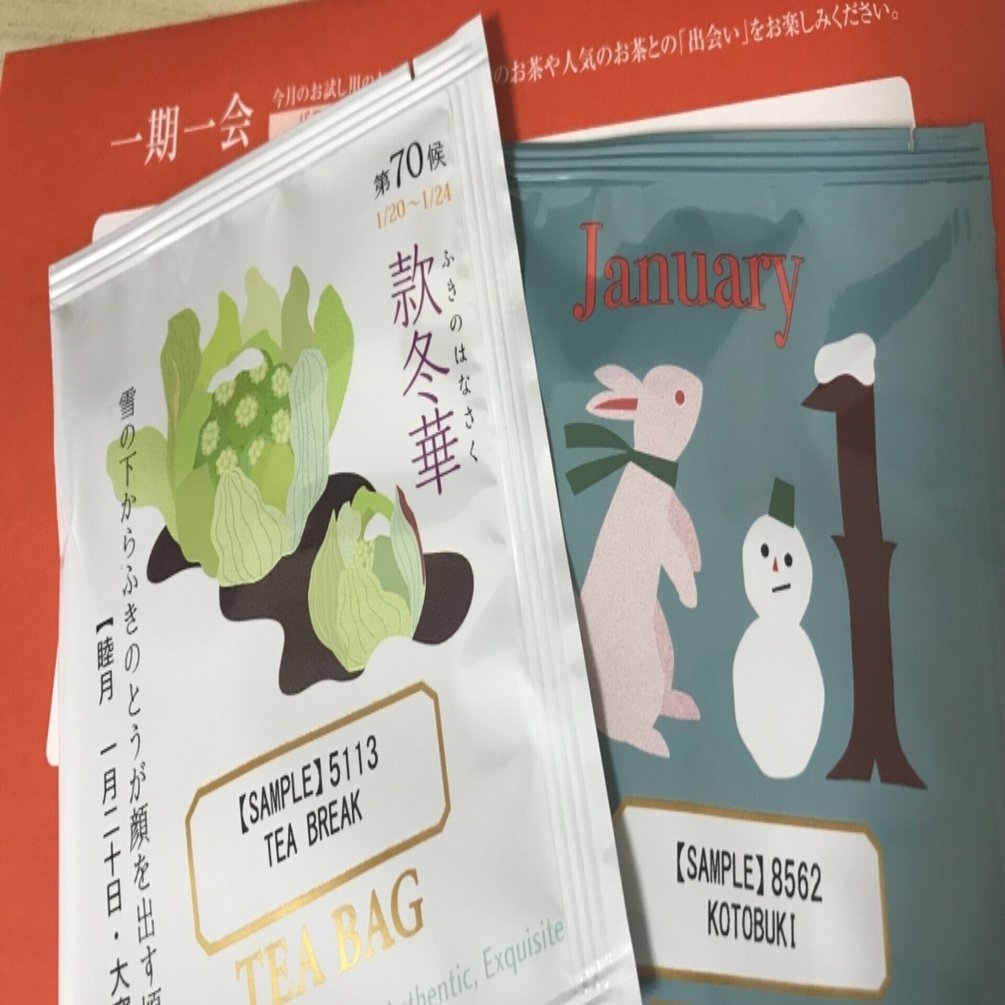 一期一会
今月のお試し用の
のお茶や人気のお茶との「出会い」をお楽しみください。
第70候
1/20~1/24
款冬華
ふきのはなさく
雪の下からふきのとうが顔を出す頃
【睦月 一月二十日・大寒
【SAMPLE】5113
TEA BREAK
TEA BAG
Authentic, Exquisite
January
1
【SAMPLE】8562
KOTOBUKI